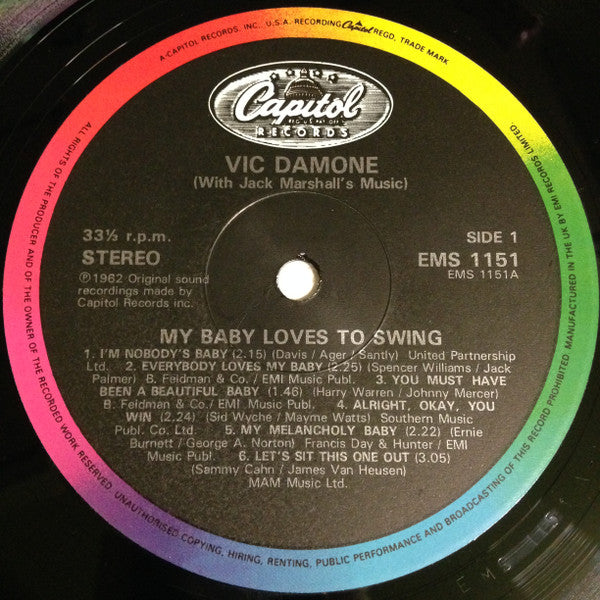 A CAPITOL RECORDS, INC., U.S.A. RECORDING Capitol REGD, TRADE MARK
Capitol
RECORDS
VIC DAMONE
(With Jack Marshall's Music)
33⅓ r.p.m.
STEREO
SIDE 1
EMS 1151
EMS 1151A
℗1962 Original sound
recordings made by
Capitol Records inc.
MY BABY LOVES TO SWING
1. I'M NOBODY'S BABY (2.15) (Davis / Ager / Santly) United Partnership
Ltd. 2. EVERYBODY LOVES MY BABY (2.25) (Spencer Williams / Jack
Palmer) B. Feldman & Co. / EMI Music Publ. 3. YOU MUST HAVE
BEEN A BEAUTIFUL BABY (1.46) (Harry Warren / Johnny Mercer)
B. Feldman & Co. / EMI Music Publ. 4. ALRIGHT, OKAY, YOU
WIN (2.24) (Sid Wyche / Mayme Watts) Southern Music
Publ. Co. Ltd. 5. MY MELANCHOLY BABY (2.22) (Ernie
Burnett / George A. Norton) Francis Day & Hunter / EMI
Music Publ. 6. LET'S SIT THIS ONE OUT (3.05)
(Sammy Cahn / James Van Heusen)
MAM Music Ltd.
MANUFACTURED IN THE UK BY EMI RECORDS LIMITED.
ALL RIGHTS OF THE PRODUCER AND OF THE OWNER OF THE RECORDED WORK RESERVED. UNAUTHORISED COPYING, HIRING, RENTING, PUBLIC PERFORMANCE AND BROADCASTING OF THIS RECORD PROHIBITED.
E M